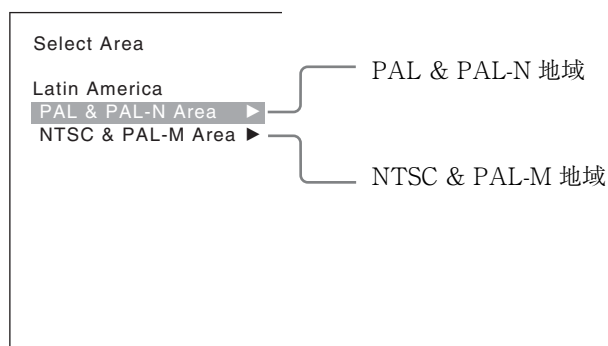 Select Area
Latin America
PAL & PAL-N Area ►
NTSC & PAL-M Area ►
PAL & PAL-N 地域
NTSC & PAL-M 地域